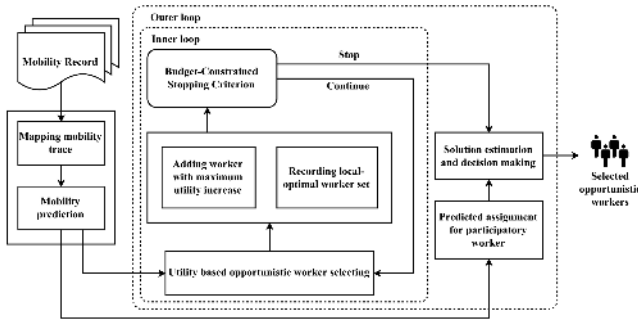 Outer loop
Inner loop
Mobility Record
Budget-Constrained
Stopping Criterion
Stop
Continue
Mapping mobility
trace
Mobility
prediction
Adding worker
with maximum
utility increase
Recording local-
optimal worker set
Utility based opportunistic worker selecting
Solution estimation
and decision making
Predicted assignment
for participatory
worker
Selected
opportunistic
workers